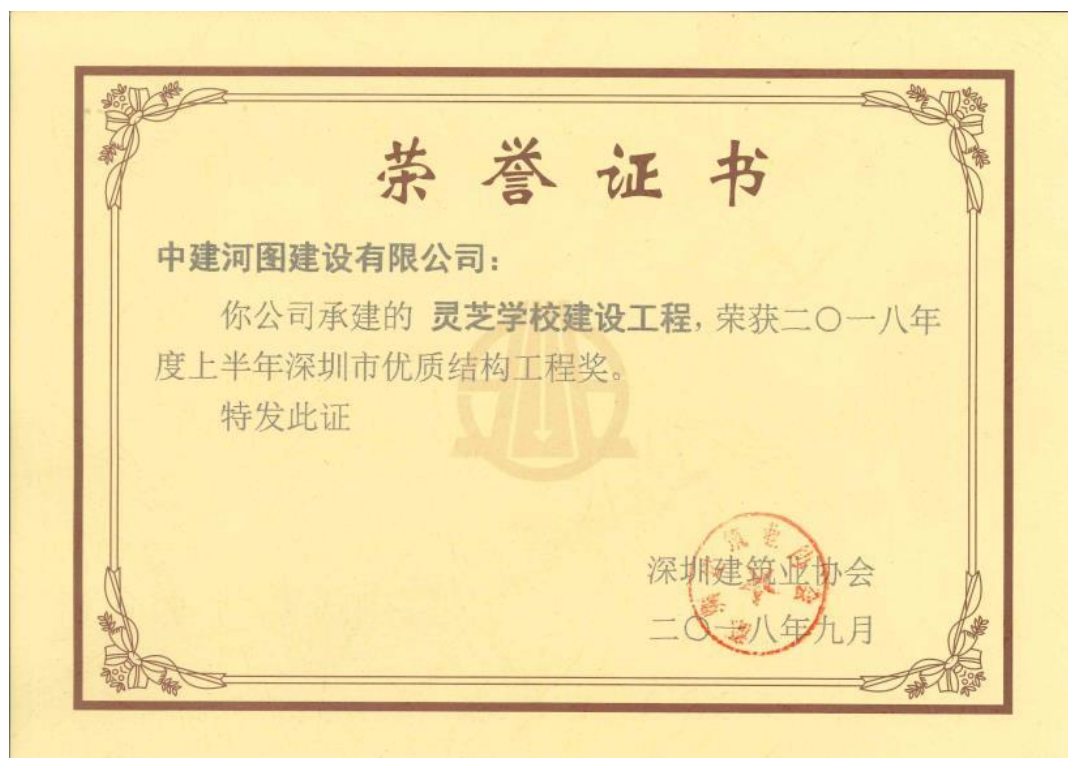 荣誉证书
中建河图建设有限公司：
你公司承建的 灵芝学校建设工程，荣获二〇一八年
度上半年深圳市优质结构工程奖。
特发此证
深圳建筑业协会
二〇一八年九月